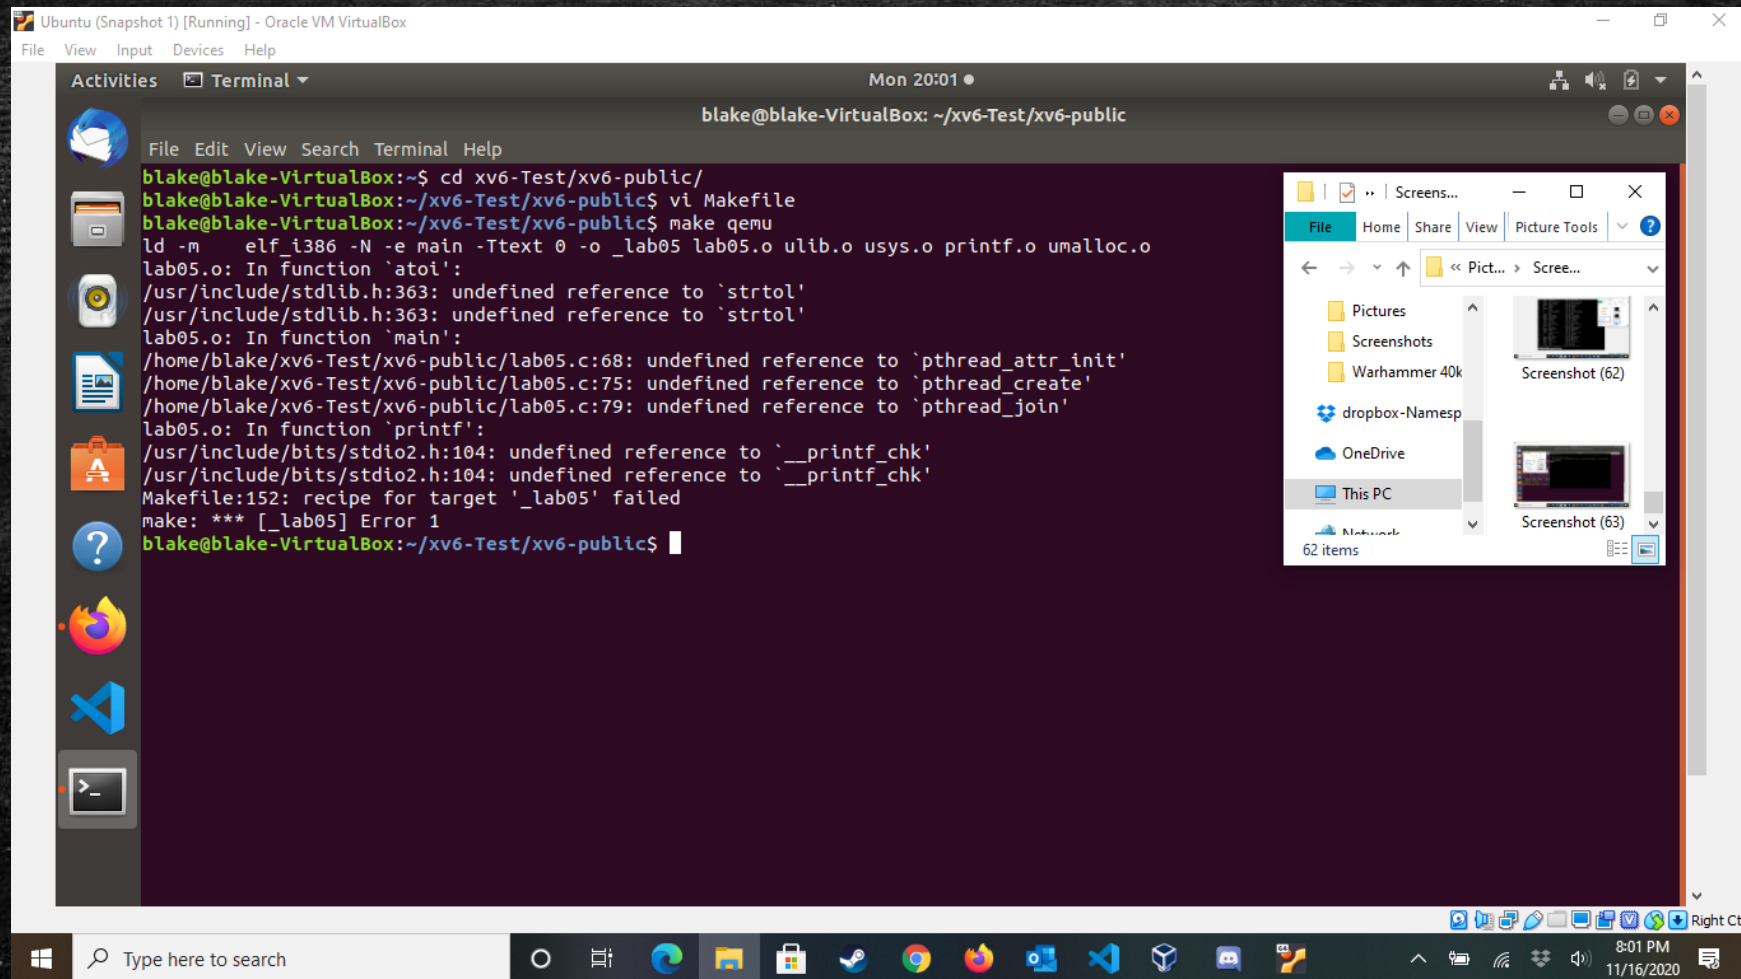 Ubuntu (Snapshot 1) [Running] - Oracle VM VirtualBox
File View Input Devices Help
Activities Terminal Mon 20:01
blake@blake-VirtualBox: ~/xv6-Test/xv6-public
File Edit View Search Terminal Help
blake@blake-VirtualBox:~$ cd xv6-Test/xv6-public/
blake@blake-VirtualBox:~/xv6-Test/xv6-public$ vi Makefile
blake@blake-VirtualBox:~/xv6-Test/xv6-public$ make qemu
ld -m    elf_i386 -N -e main -Ttext 0 -o _lab05 lab05.o ulib.o usys.o printf.o umalloc.o
lab05.o: In function `atoi':
/usr/include/stdlib.h:363: undefined reference to `strtol'
/usr/include/stdlib.h:363: undefined reference to `strtol'
lab05.o: In function `main':
/home/blake/xv6-Test/xv6-public/lab05.c:68: undefined reference to `pthread_attr_init'
/home/blake/xv6-Test/xv6-public/lab05.c:75: undefined reference to `pthread_create'
/home/blake/xv6-Test/xv6-public/lab05.c:79: undefined reference to `pthread_join'
lab05.o: In function `printf':
/usr/include/bits/stdio2.h:104: undefined reference to `__printf_chk'
/usr/include/bits/stdio2.h:104: undefined reference to `__printf_chk'
Makefile:152: recipe for target '_lab05' failed
make: *** [_lab05] Error 1
blake@blake-VirtualBox:~/xv6-Test/xv6-public$
Screens...
File Home Share View Picture Tools
« Pict... › Scree...
Pictures
Screenshots
Warhammer 40k
dropbox-Namesp
OneDrive
This PC
Network
Screenshot (62)
Screenshot (63)
62 items
Right Ct
Type here to search
8:01 PM
11/16/2020